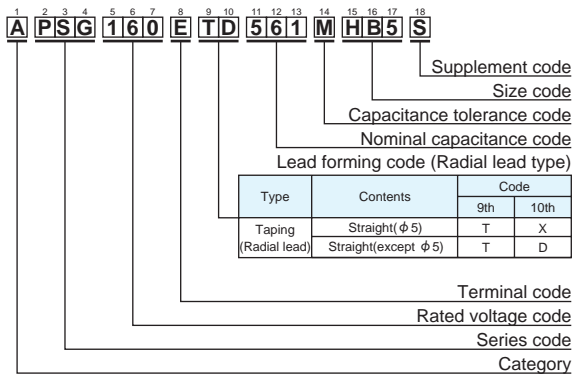 1 2 3 4 5 6 7 8 9 10 11 12 13 14 15 16 17 18
A PSG 160 E TD 561 M HB5 S
Supplement code
Size code
Capacitance tolerance code
Nominal capacitance code
Lead forming code (Radial lead type)
Type Contents Code
9th 10th
Taping (Radial lead) Straight(ϕ5) T X
Straight(except ϕ5) T D
Terminal code
Rated voltage code
Series code
Category